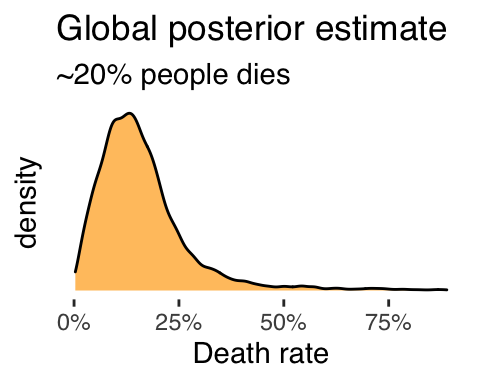 Global posterior estimate
~20% people dies
density
0% 25% 50% 75%
Death rate